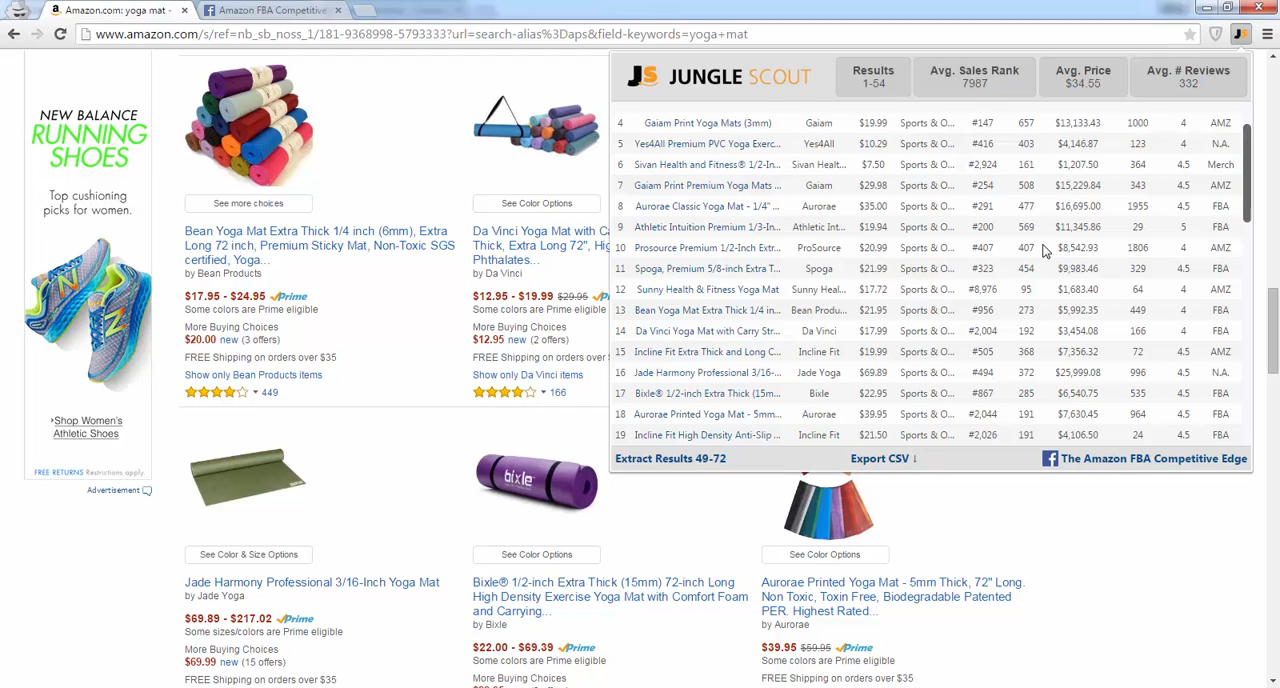 Amazon.com: yoga mat -
Amazon FBA Competitive
www.amazon.com/s/ref=nb_sb_noss_1/181-9368998-5793333?url=search-alias%3Daps&field-keywords=yoga+mat
NEW BALANCE
RUNNING
SHOES
Top cushioning
picks for women.
Shop Women's
Athletic Shoes
FREE RETURNS Restrictions apply.
Advertisement
See more choices
Bean Yoga Mat Extra Thick 1/4 inch (6mm), Extra
Long 72 inch, Premium Sticky Mat, Non-Toxic SGS
certified, Yoga...
by Bean Products
$17.95 - $24.95 Prime
Some colors are Prime eligible
More Buying Choices
$20.00 new (3 offers)
FREE Shipping on orders over $35
Show only Bean Products items
449
See Color Options
Da Vinci Yoga Mat with C
Thick, Extra Long 72", H
Phthalates...
by Da Vinci
$12.95 - $19.99 $29.95
Some colors are Prime eligible
More Buying Choices
$12.95 new (2 offers)
FREE Shipping on orders over $35
Show only Da Vinci items
166
JS JUNGLE SCOUT
Results
1-54
Avg. Sales Rank
7987
Avg. Price
$34.55
Avg. # Reviews
332
4 Gaiam Print Yoga Mats (3mm) Gaiam $19.99 Sports & O... #147 657 $13,133.43 1000 4 AMZ
5 Yes4All Premium PVC Yoga Exerc... Yes4All $10.29 Sports & O... #416 403 $4,146.87 123 4 N.A.
6 Sivan Health and Fitness® 1/2-In... Sivan Healt... $7.50 Sports & O... #2,924 161 $1,207.50 364 4.5 Merch
7 Gaiam Print Premium Yoga Mats ... Gaiam $29.98 Sports & O... #254 508 $15,229.84 343 4.5 AMZ
8 Aurorae Classic Yoga Mat - 1/4" ... Aurorae $35.00 Sports & O... #291 477 $16,695.00 1955 4.5 FBA
9 Athletic Intuition Premium 1/3-In... Athletic Int... $19.94 Sports & O... #200 569 $11,345.86 29 5 FBA
10 Prosource Premium 1/2-Inch Extr... ProSource $20.99 Sports & O... #407 407 $8,542.93 1806 4 AMZ
11 Spoga, Premium 5/8-inch Extra T... Spoga $21.99 Sports & O... #323 454 $9,983.46 329 4.5 FBA
12 Sunny Health & Fitness Yoga Mat Sunny Heal... $17.72 Sports & O... #8,976 95 $1,683.40 64 4 FBA
13 Bean Yoga Mat Extra Thick 1/4 in... Bean Produ... $21.95 Sports & O... #956 273 $5,992.35 449 4 FBA
14 Da Vinci Yoga Mat with Carry Str... Da Vinci $17.99 Sports & O... #2,004 192 $3,454.08 166 4 FBA
15 Incline Fit Extra Thick and Long C... Incline Fit $19.99 Sports & O... #505 368 $7,356.32 72 4.5 AMZ
16 Jade Harmony Professional 3/16-... Jade Yoga $69.89 Sports & O... #494 372 $25,999.08 996 4.5 N.A.
17 Bixle® 1/2-inch Extra Thick (15m... Bixle $22.95 Sports & O... #867 285 $6,540.75 535 4.5 FBA
18 Aurorae Printed Yoga Mat - 5mm... Aurorae $39.95 Sports & O... #2,044 191 $7,630.45 964 4.5 FBA
19 Incline Fit High Density Anti-Slip ... Incline Fit $21.50 Sports & O... #2,026 191 $4,106.50 24 4.5 FBA
Extract Results 49-72
Export CSV ↓
The Amazon FBA Competitive Edge
See Color & Size Options
Jade Harmony Professional 3/16-Inch Yoga Mat
by Jade Yoga
$69.89 - $217.02 Prime
Some sizes/colors are Prime eligible
More Buying Choices
$69.99 new (15 offers)
FREE Shipping on orders over $35
bixle
See Color Options
Bixle® 1/2-inch Extra Thick (15mm) 72-inch Long
High Density Exercise Yoga Mat with Comfort Foam
and Carrying...
by Bixle
$22.00 - $69.39 Prime
Some colors are Prime eligible
More Buying Choices
See Color Options
Aurorae Printed Yoga Mat - 5mm Thick, 72" Long.
Non Toxic, Toxin Free, Biodegradable Patented
PER. Highest Rated...
by Aurorae
$39.95 $59.95 Prime
Some colors are Prime eligible
FREE Shipping on orders over $35